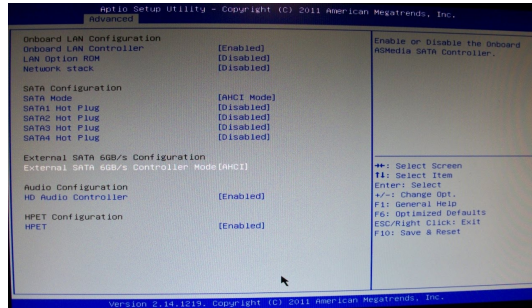 Aptio Setup Utility - Copyright (C) 2011 American Megatrends, Inc.
Advanced
Onboard LAN Configuration
Onboard LAN Controller [Enabled]
LAN Option ROM [Disabled]
Network stack [Disabled]
SATA Configuration
SATA Mode [AHCI Mode]
SATA1 Hot Plug [Disabled]
SATA2 Hot Plug [Disabled]
SATA3 Hot Plug [Disabled]
SATA4 Hot Plug [Disabled]
External SATA 6GB/s Configuration
External SATA 6GB/s Controller Mode[AHCI]
Audio Configuration
HD Audio Controller [Enabled]
HPET Configuration
HPET [Enabled]
Enable or Disable the Onboard
ASMedia SATA Controller.
→←: Select Screen
↑↓: Select Item
Enter: Select
+/-: Change Opt.
F1: General Help
F6: Optimized Defaults
ESC/Right Click: Exit
F10: Save & Reset
Version 2.14.1219. Copyright (C) 2011 American Megatrends, Inc.